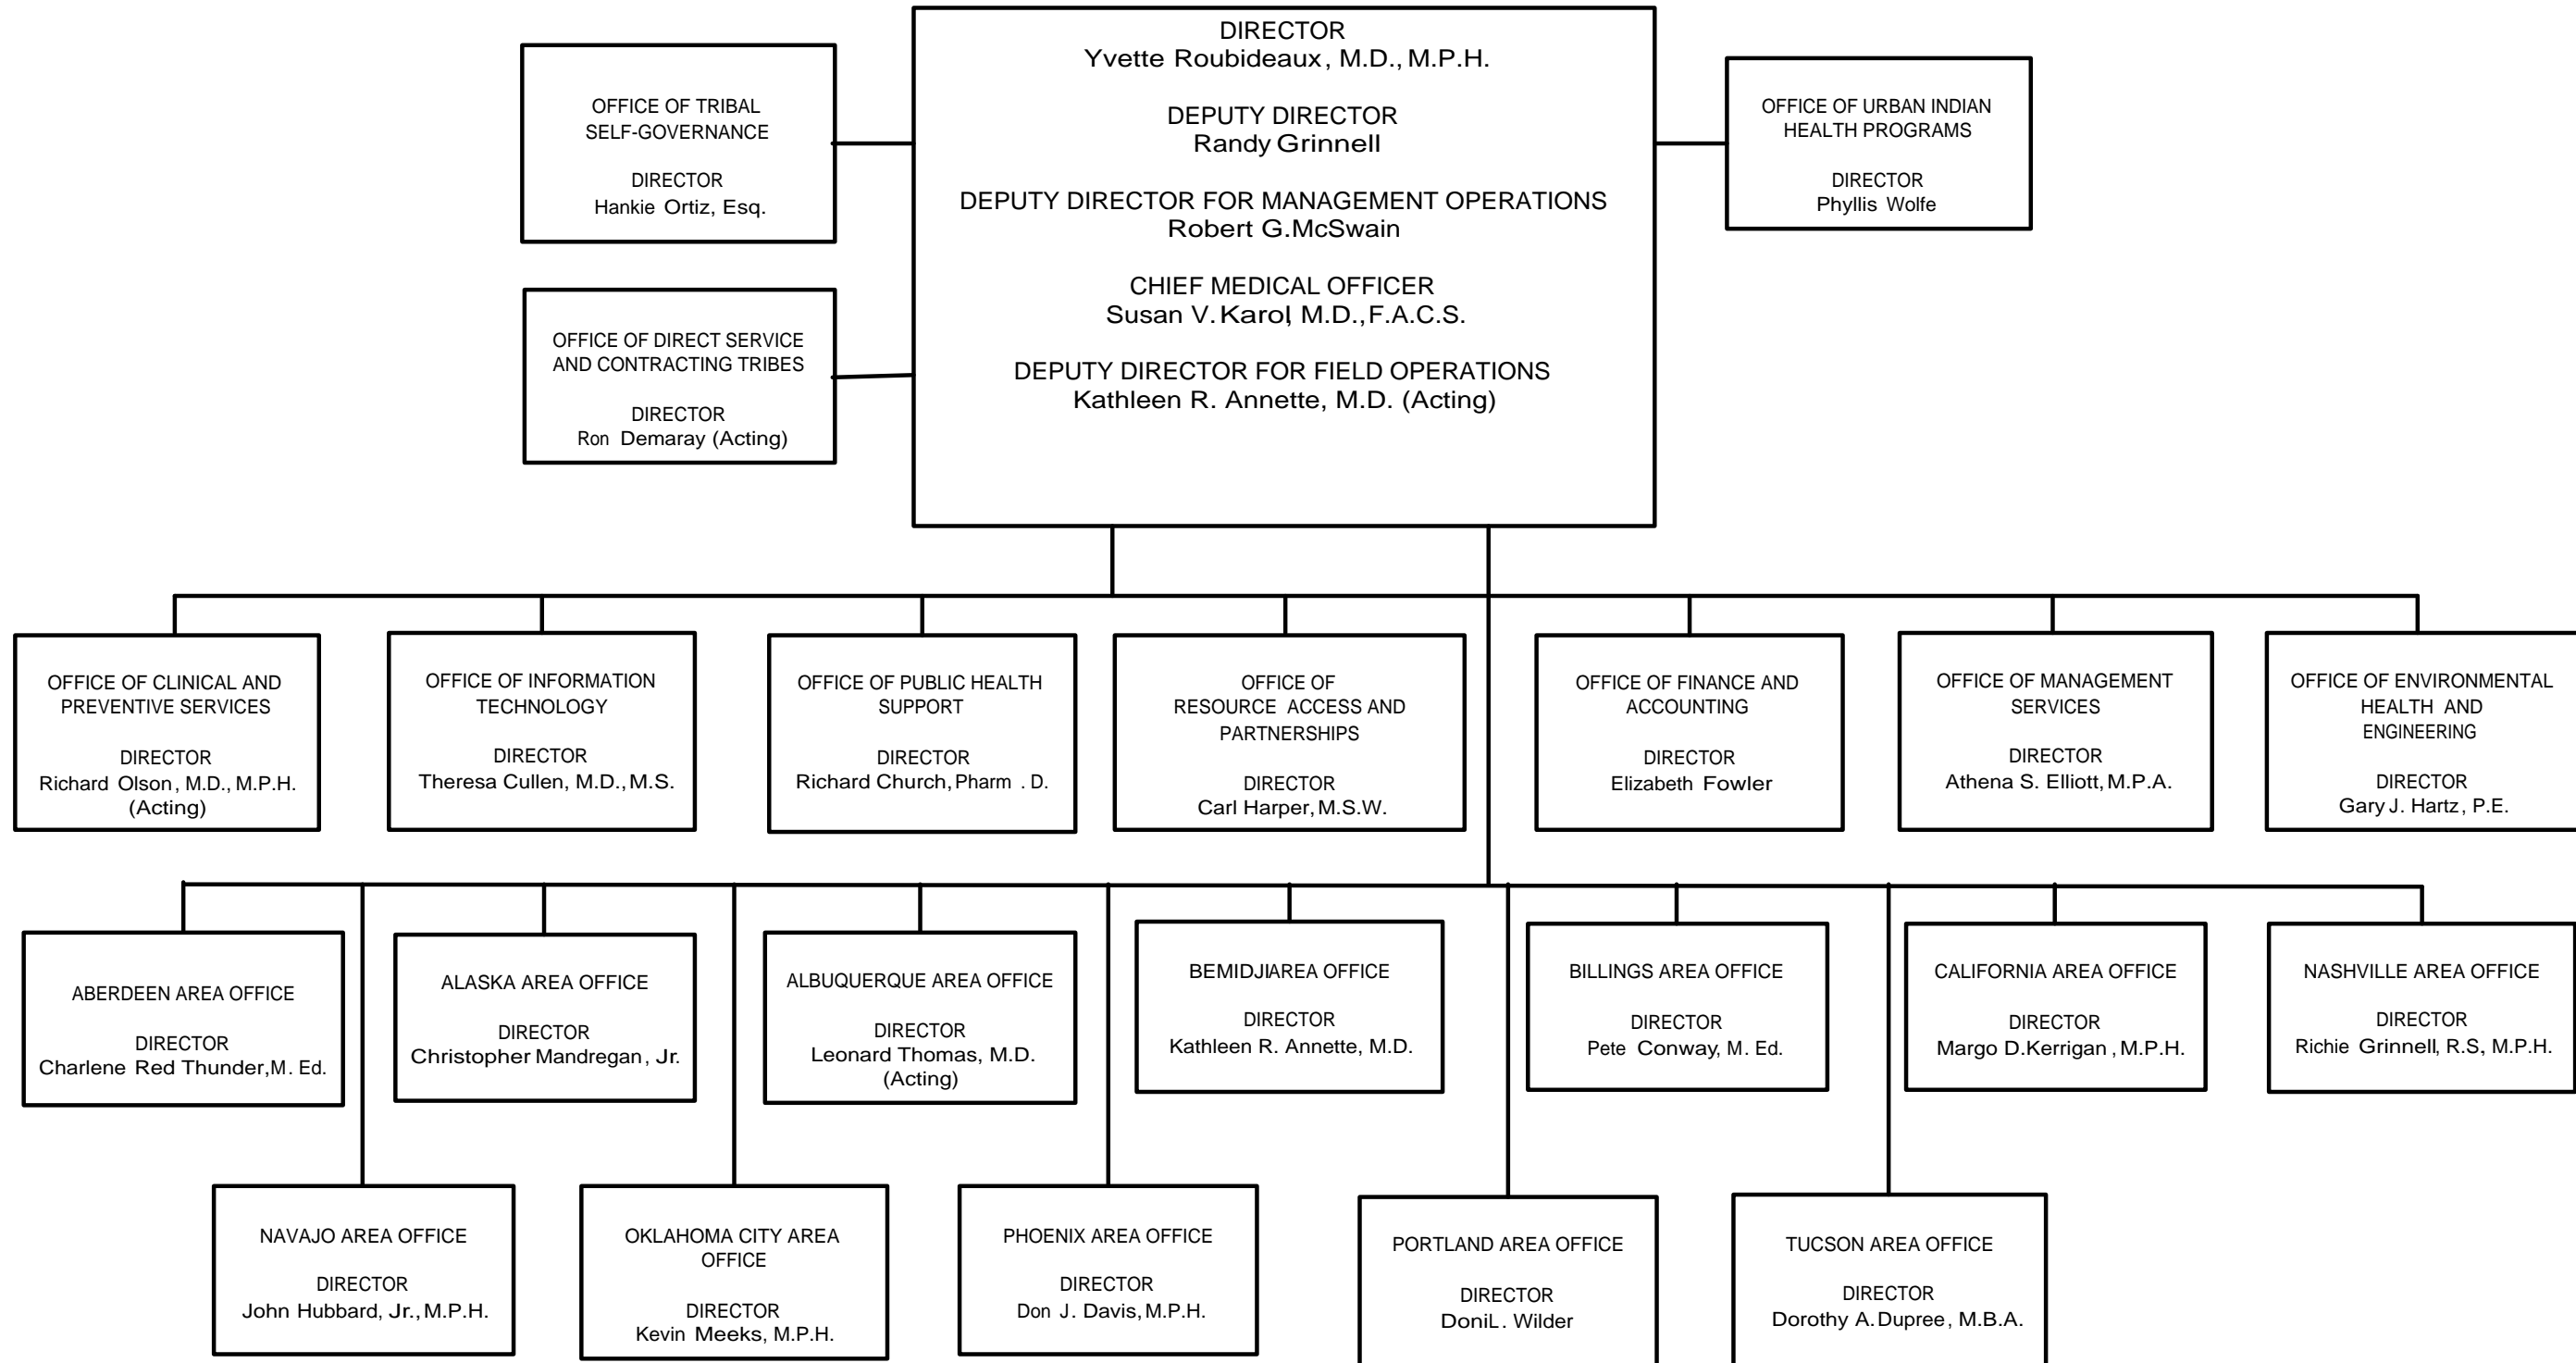 DIRECTOR
Yvette Roubideaux, M.D., M.P.H.
DEPUTY DIRECTOR
Randy Grinnell
DEPUTY DIRECTOR FOR MANAGEMENT OPERATIONS
Robert G.McSwain
CHIEF MEDICAL OFFICER
Susan V. Karol, M.D., F.A.C.S.
DEPUTY DIRECTOR FOR FIELD OPERATIONS
Kathleen R. Annette, M.D. (Acting)
OFFICE OF TRIBAL
SELF-GOVERNANCE
DIRECTOR
Hankie Ortiz, Esq.
OFFICE OF DIRECT SERVICE
AND CONTRACTING TRIBES
DIRECTOR
Ron Demaray (Acting)
OFFICE OF URBAN INDIAN
HEALTH PROGRAMS
DIRECTOR
Phyllis Wolfe
OFFICE OF CLINICAL AND
PREVENTIVE SERVICES
DIRECTOR
Richard Olson, M.D., M.P.H.
(Acting)
OFFICE OF INFORMATION
TECHNOLOGY
DIRECTOR
Theresa Cullen, M.D., M.S.
OFFICE OF PUBLIC HEALTH
SUPPORT
DIRECTOR
Richard Church, Pharm . D.
OFFICE OF
RESOURCE ACCESS AND
PARTNERSHIPS
DIRECTOR
Carl Harper, M.S.W.
OFFICE OF FINANCE AND
ACCOUNTING
DIRECTOR
Elizabeth Fowler
OFFICE OF MANAGEMENT
SERVICES
DIRECTOR
Athena S. Elliott, M.P.A.
OFFICE OF ENVIRONMENTAL
HEALTH AND
ENGINEERING
DIRECTOR
Gary J. Hartz, P.E.
ABERDEEN AREA OFFICE
DIRECTOR
Charlene Red Thunder, M. Ed.
ALASKA AREA OFFICE
DIRECTOR
Christopher Mandregan, Jr.
ALBUQUERQUE AREA OFFICE
DIRECTOR
Leonard Thomas, M.D.
(Acting)
BEMIDJIAREA OFFICE
DIRECTOR
Kathleen R. Annette, M.D.
BILLINGS AREA OFFICE
DIRECTOR
Pete Conway, M. Ed.
CALIFORNIA AREA OFFICE
DIRECTOR
Margo D.Kerrigan, M.P.H.
NASHVILLE AREA OFFICE
DIRECTOR
Richie Grinnell, R.S, M.P.H.
NAVAJO AREA OFFICE
DIRECTOR
John Hubbard, Jr., M.P.H.
OKLAHOMA CITY AREA
OFFICE
DIRECTOR
Kevin Meeks, M.P.H.
PHOENIX AREA OFFICE
DIRECTOR
Don J. Davis, M.P.H.
PORTLAND AREA OFFICE
DIRECTOR
DoniL. Wilder
TUCSON AREA OFFICE
DIRECTOR
Dorothy A. Dupree, M.B.A.